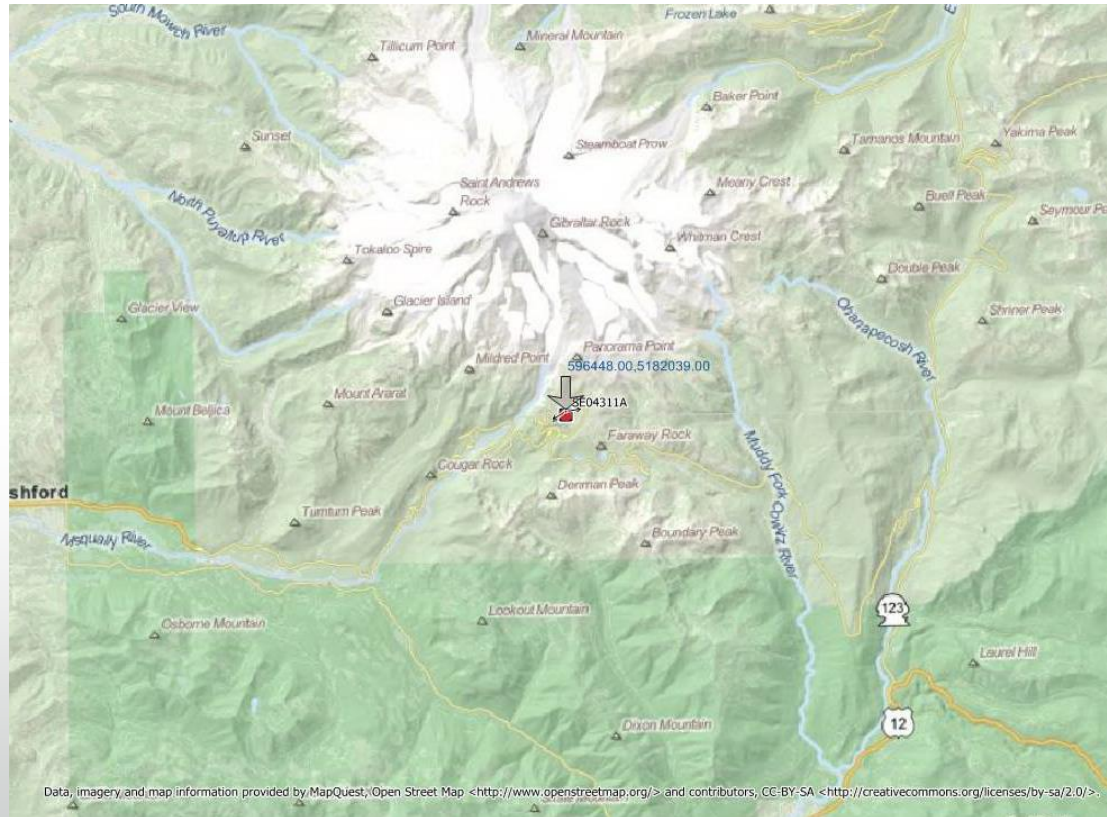 South Mowich River
Frozen Lake
Mineral Mountain
Tillicum Point
Baker Point
Sunset
Tamanos Mountain
Yakima Peak
Steamboat Prow
Saint Andrews
Rock
Meany Crest
Buell Peak
North Puyallup River
Gibraltar Rock
Whitman Crest
Tokaloo Spire
Double Peak
Glacier Island
Glacier View
Shriner Peak
Ohanapecosh River
Panorama Point
Mildred Point
596448.00,5182039.00
Mount Ararat
SE04311A
Mount Beljica
Faraway Rock
Muddy Fork Cowlitz River
Cougar Rock
Denman Peak
shford
Tumtum Peak
Boundary Peak
Nisqually River
Lookout Mountain
123
Osborne Mountain
Laurel Hill
12
Dixon Mountain
Data, imagery and map information provided by MapQuest, Open Street Map <http://www.openstreetmap.org/> and contributors, CC-BY-SA <http://creativecommons.org/licenses/by-sa/2.0/>.